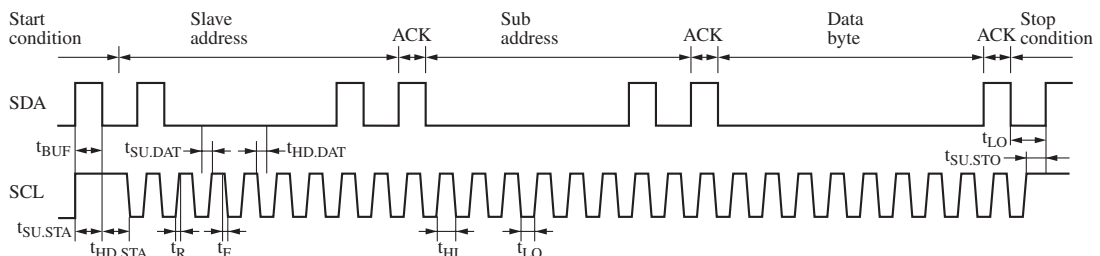 Start condition
Slave address
ACK
Sub address
ACK
Data byte
ACK
Stop condition
SDA
tBUF
tSU.DAT
tHD.DAT
tLO
tSU.STO
SCL
tSU.STA
tHD.STA
tR
tF
tHI
tLO